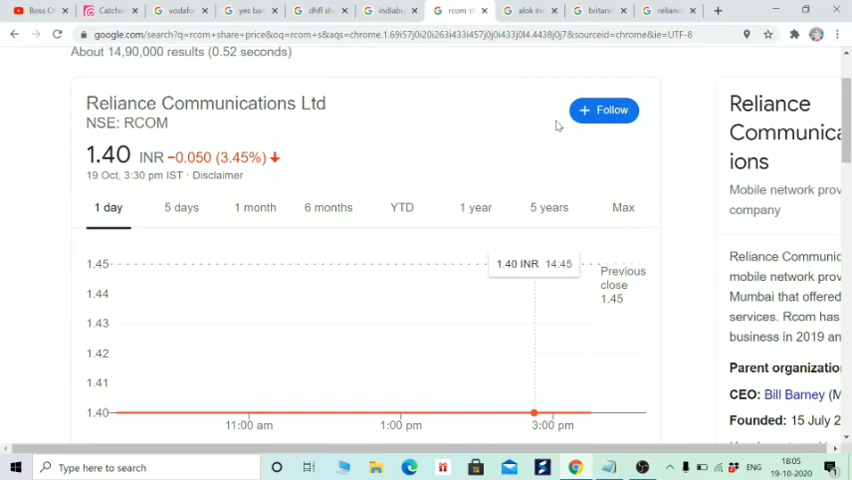 Boss O
Catchin
vodafo
yes ban
dhfl sh
indiabu
rcom s
alok in
britann
relianc
google.com/search?q=rcom+share+price&oq=rcom+s&aqs=chrome.1.69i57j0i20i263i433i457j0j0i433j0l4.4438j0j7&sourceid=chrome&ie=UTF-8
About 14,90,000 results (0.52 seconds)
Reliance Communications Ltd
NSE: RCOM
+ Follow
1.40 INR −0.050 (3.45%)
19 Oct, 3:30 pm IST · Disclaimer
1 day 5 days 1 month 6 months YTD 1 year 5 years Max
1.45
1.40 INR 14:45
Previous
close
1.45
1.44
1.43
1.42
1.41
1.40
11:00 am 1:00 pm 3:00 pm
Reliance
Communica
ions
Mobile network prov
company
Reliance Communic
mobile network prov
Mumbai that offered
services. Rcom has
business in 2019 an
Parent organizatio
CEO: Bill Barney (M
Founded: 15 July 2
Type here to search
ENG
18:05
19-10-2020